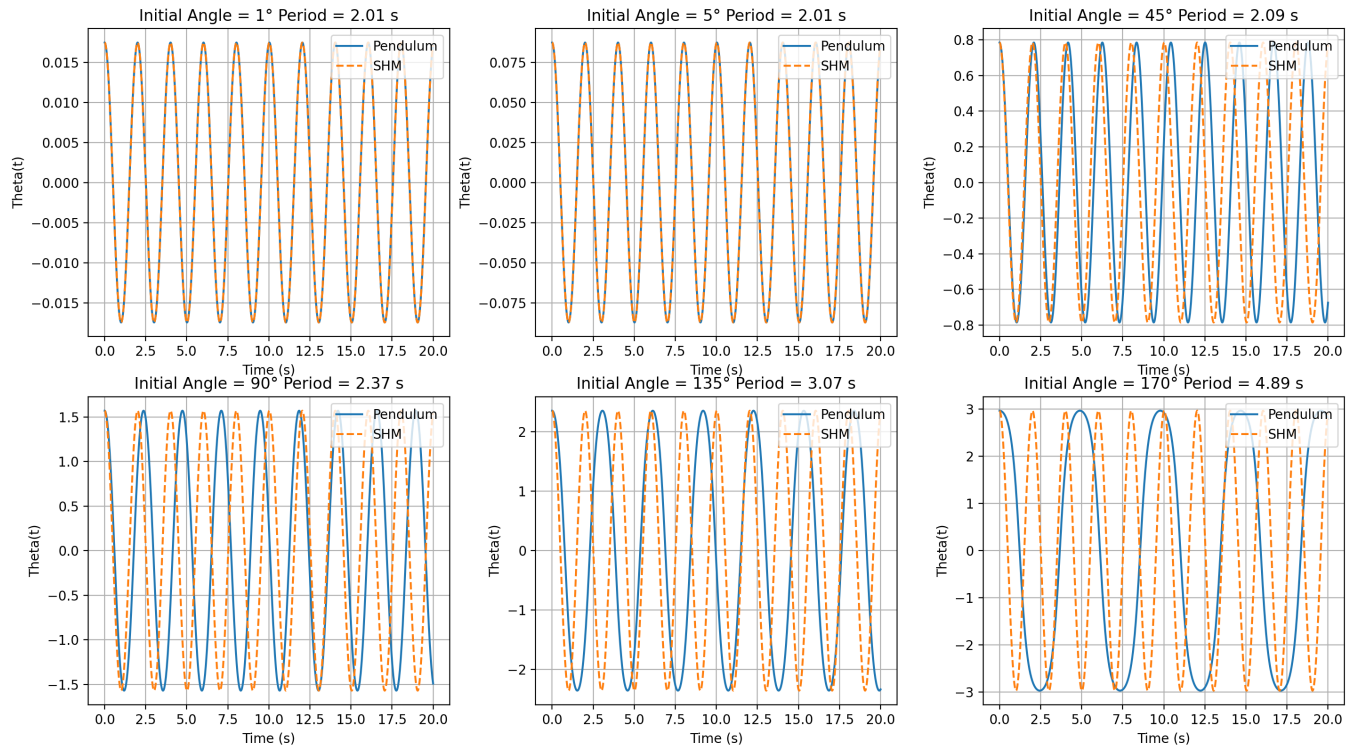 Initial Angle = 1° Period = 2.01 s
Pendulum
SHM
0.015
0.010
0.005
0.000
−0.005
−0.010
−0.015
Theta(t)
0.0 2.5 5.0 7.5 10.0 12.5 15.0 17.5 20.0
Time (s)
Initial Angle = 5° Period = 2.01 s
Pendulum
SHM
0.075
0.050
0.025
0.000
−0.025
−0.050
−0.075
Theta(t)
0.0 2.5 5.0 7.5 10.0 12.5 15.0 17.5 20.0
Time (s)
Initial Angle = 45° Period = 2.09 s
Pendulum
SHM
0.8
0.6
0.4
0.2
0.0
−0.2
−0.4
−0.6
−0.8
Theta(t)
0.0 2.5 5.0 7.5 10.0 12.5 15.0 17.5 20.0
Time (s)
Initial Angle = 90° Period = 2.37 s
Pendulum
SHM
1.5
1.0
0.5
0.0
−0.5
−1.0
−1.5
Theta(t)
0.0 2.5 5.0 7.5 10.0 12.5 15.0 17.5 20.0
Time (s)
Initial Angle = 135° Period = 3.07 s
Pendulum
SHM
2
1
0
−1
−2
Theta(t)
0.0 2.5 5.0 7.5 10.0 12.5 15.0 17.5 20.0
Time (s)
Initial Angle = 170° Period = 4.89 s
Pendulum
SHM
3
2
1
0
−1
−2
−3
Theta(t)
0.0 2.5 5.0 7.5 10.0 12.5 15.0 17.5 20.0
Time (s)